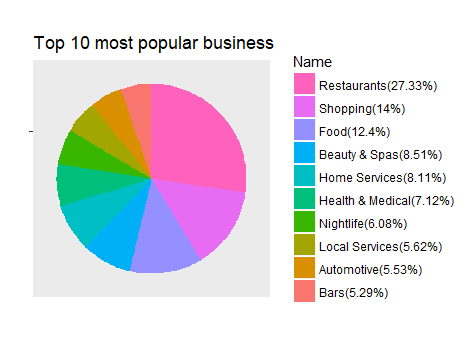 Top 10 most popular business
Name
Restaurants(27.33%)
Shopping(14%)
Food(12.4%)
Beauty & Spas(8.51%)
Home Services(8.11%)
Health & Medical(7.12%)
Nightlife(6.08%)
Local Services(5.62%)
Automotive(5.53%)
Bars(5.29%)